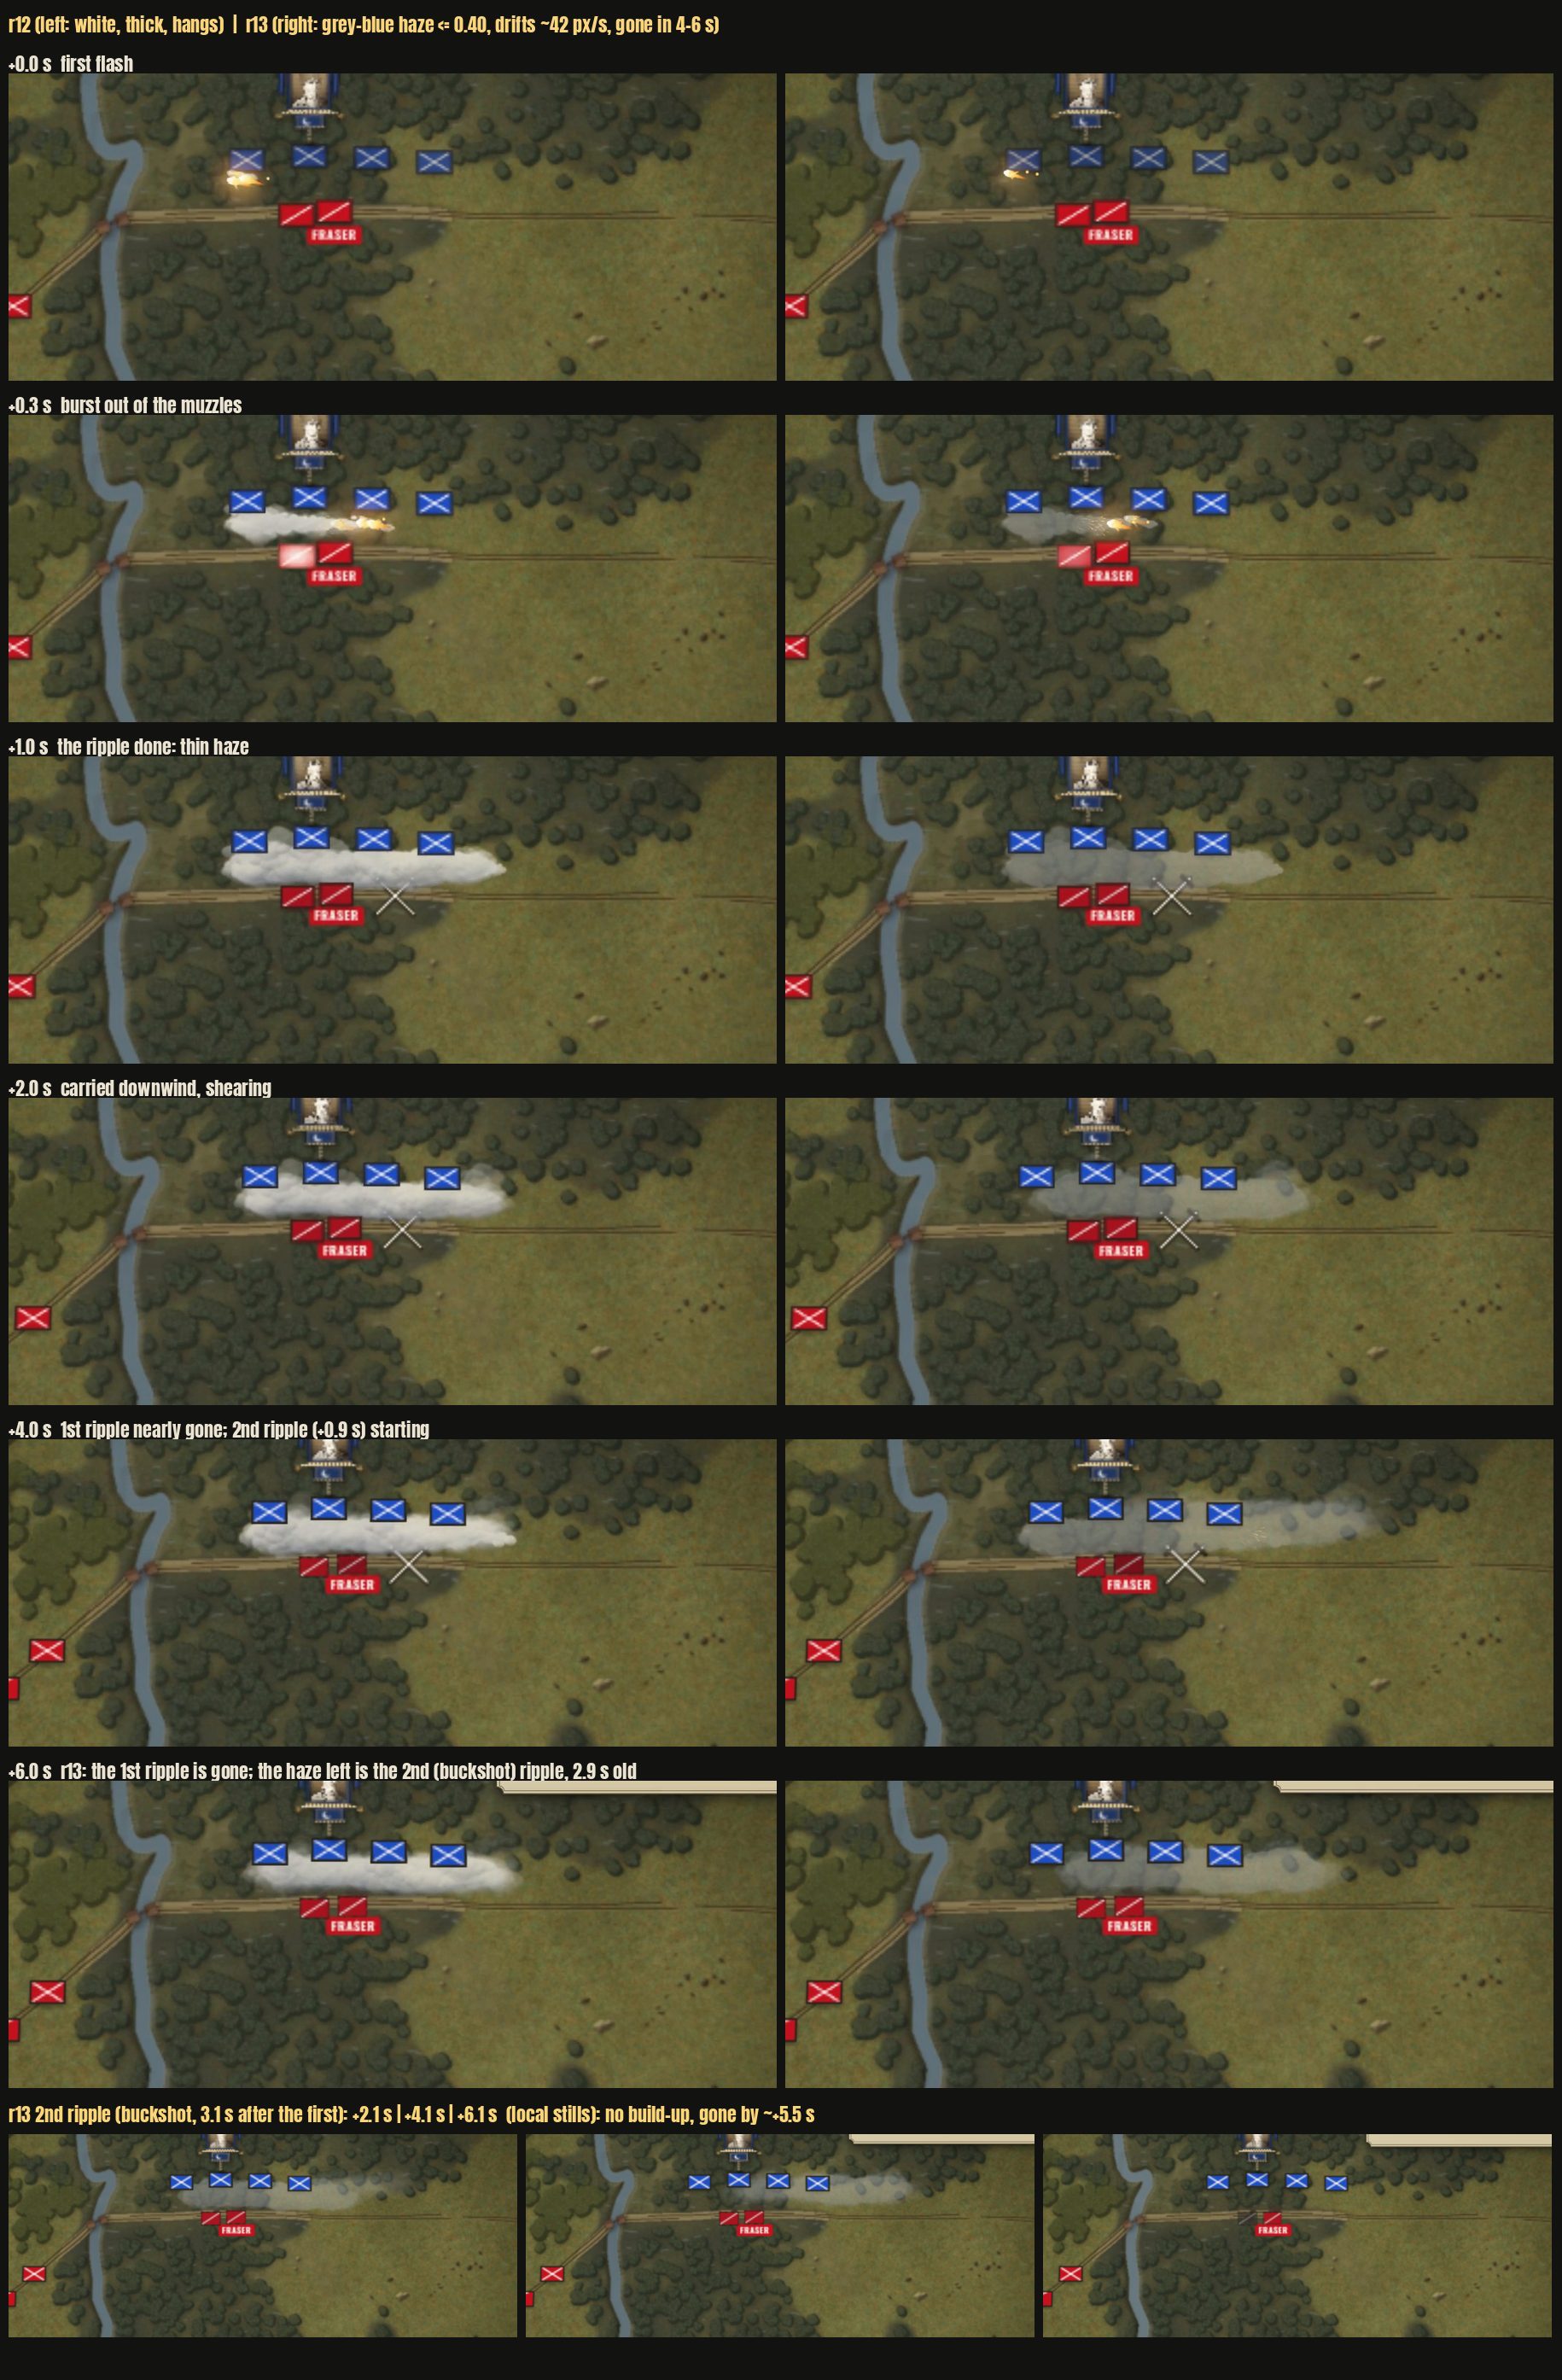 r12 (left: white, thick, hangs) | r13 (right: grey-blue haze <= 0.40, drifts ~42 px/s, gone in 4-6 s)
+0.0 s first flash
FRASER
FRASER
+0.3 s burst out of the muzzles
FRASER
FRASER
+1.0 s the ripple done: thin haze
FRASER
FRASER
+2.0 s carried downwind, shearing
FRASER
FRASER
+4.0 s 1st ripple nearly gone; 2nd ripple (+0.9 s) starting
FRASER
FRASER
+6.0 s r13: the 1st ripple is gone; the haze left is the 2nd (buckshot) ripple, 2.9 s old
FRASER
FRASER
r13 2nd ripple (buckshot, 3.1 s after the first): +2.1 s | +4.1 s | +6.1 s (local stills): no build-up, gone by ~+5.5 s
FRASER
FRASER
FRASER